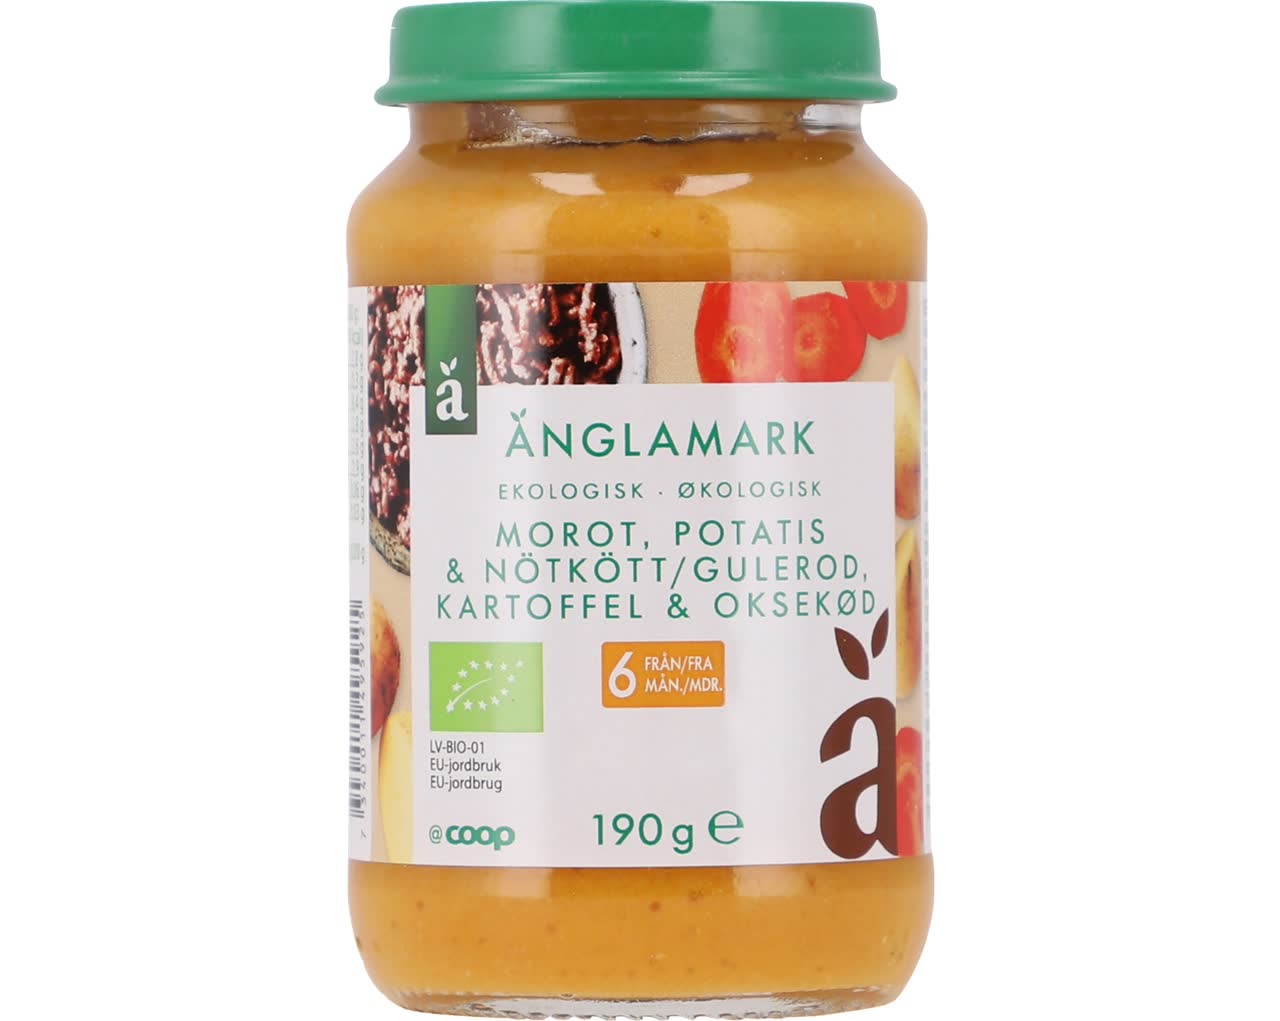 å
ÄNGLAMARK
EKOLOGISK · ØKOLOGISK
MOROT, POTATIS
& NÖTKÖTT/GULEROD,
KARTOFFEL & OKSEKØD
6 FRÅN/FRA
MÅN./MDR.
LV-BIO-01
EU-jordbruk
EU-jordbrug
@coop
190 g e
å